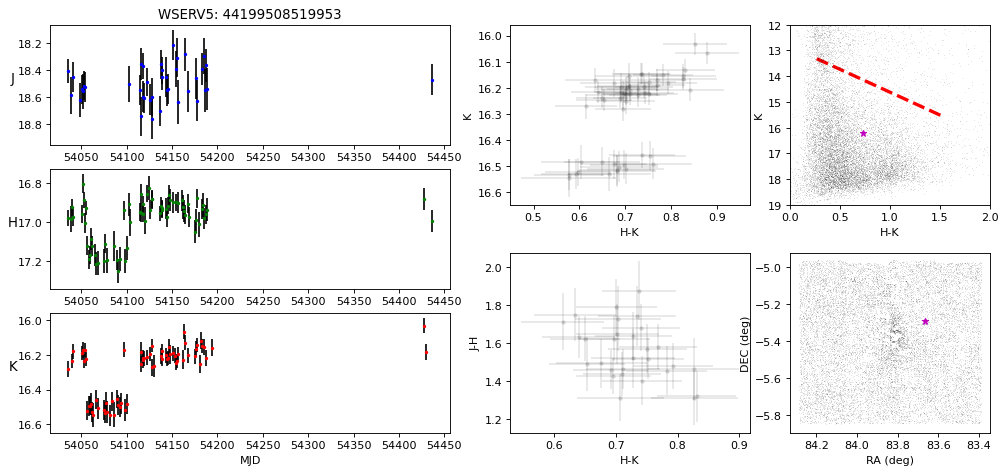 WSERV5: 44199508519953
J
18.2
18.4
18.6
18.8
54050 54100 54150 54200 54250 54300 54350 54400 54450
H
16.8
17.0
17.2
54050 54100 54150 54200 54250 54300 54350 54400 54450
K
16.0
16.2
16.4
16.6
54050 54100 54150 54200 54250 54300 54350 54400 54450
MJD
K
16.0
16.1
16.2
16.3
16.4
16.5
16.6
0.5 0.6 0.7 0.8 0.9
H-K
K
12
13
14
15
16
17
18
19
0.0 0.5 1.0 1.5 2.0
H-K
J-H
2.0
1.8
1.6
1.4
1.2
0.6 0.7 0.8 0.9
H-K
DEC (deg)
−5.0
−5.2
−5.4
−5.6
−5.8
84.2 84.0 83.8 83.6 83.4
RA (deg)